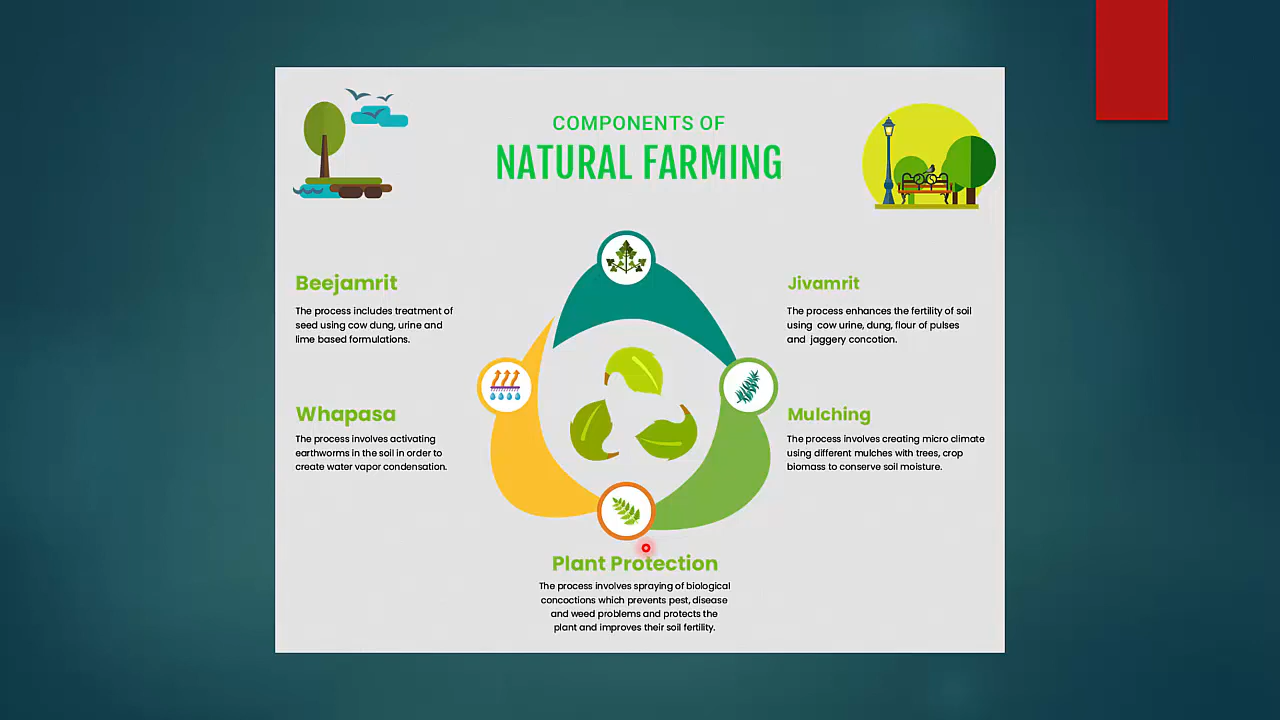 COMPONENTS OF
NATURAL FARMING
Beejamrit
The process includes treatment of
seed using cow dung, urine and
lime based formulations.
Jivamrit
The process enhances the fertility of soil
using cow urine, dung, flour of pulses
and jaggery concotion.
Whapasa
The process involves activating
earthworms in the soil in order to
create water vapor condensation.
Mulching
The process involves creating micro climate
using different mulches with trees, crop
biomass to conserve soil moisture.
Plant Protection
The process involves spraying of biological
concoctions which prevents pest, disease
and weed problems and protects the
plant and improves their soil fertility.